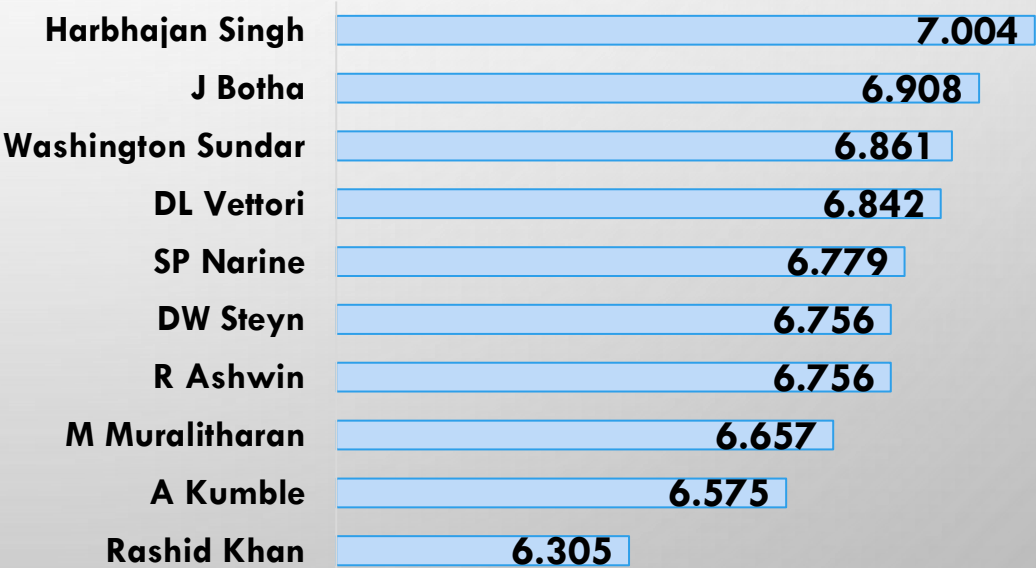 Harbhajan Singh 7.004
J Botha 6.908
Washington Sundar 6.861
DL Vettori 6.842
SP Narine 6.779
DW Steyn 6.756
R Ashwin 6.756
M Muralitharan 6.657
A Kumble 6.575
Rashid Khan 6.305